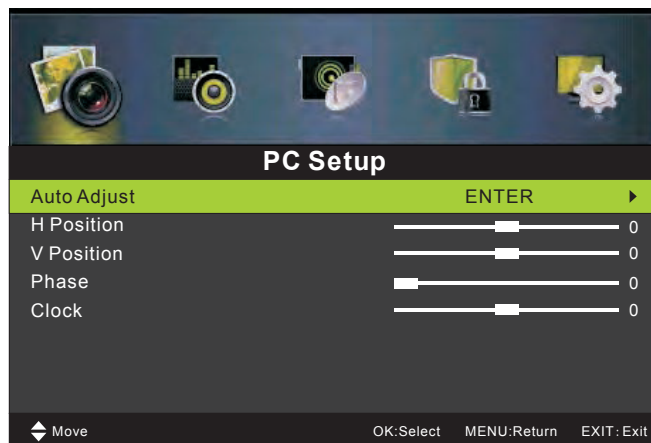 PC Setup
Auto Adjust ENTER
H Position 0
V Position 0
Phase 0
Clock 0
Move OK:Select MENU:Return EXIT:Exit